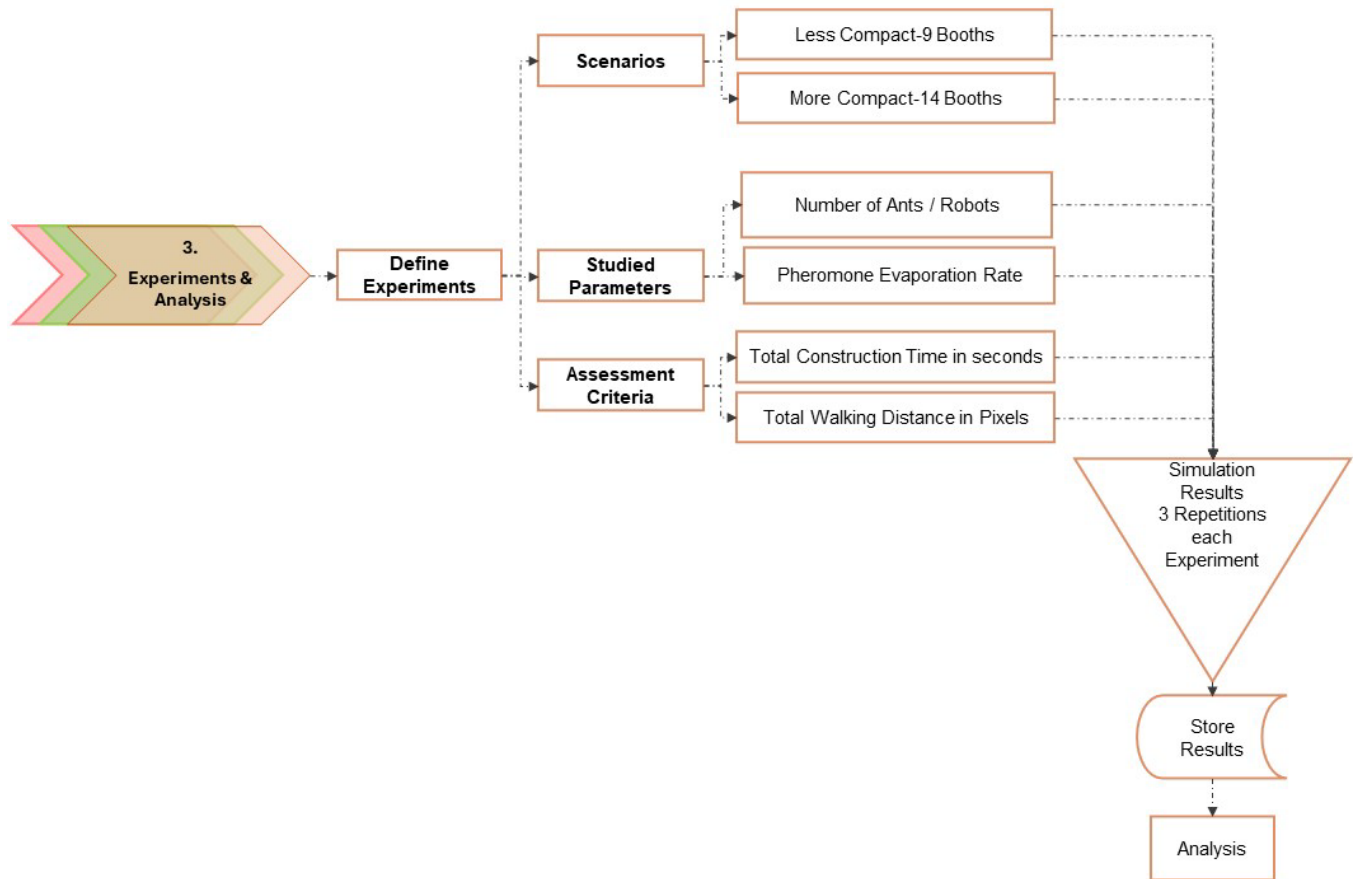 Less Compact-9 Booths
Scenarios
More Compact-14 Booths
Number of Ants / Robots
3.
Experiments &
Analysis
Define
Experiments
Studied
Parameters
Pheromone Evaporation Rate
Total Construction Time in seconds
Assessment
Criteria
Total Walking Distance in Pixels
Simulation
Results
3 Repetitions
each
Experiment
Store
Results
Analysis